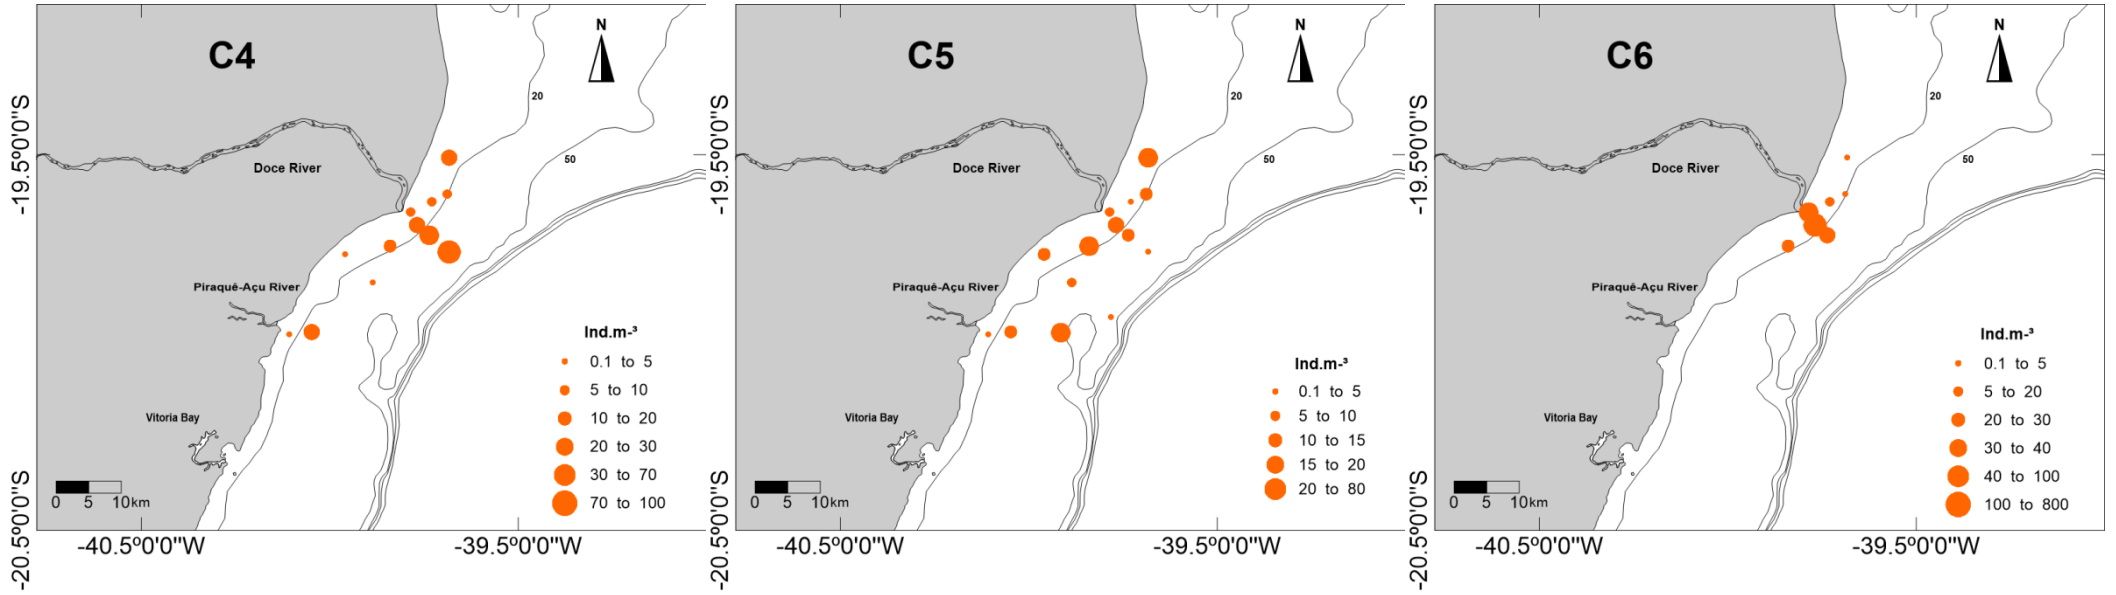 C4
N
20
50
Doce River
Piraquê-Açu River
Vitoria Bay
Ind.m-³
0.1 to 5
5 to 10
10 to 20
20 to 30
30 to 70
70 to 100
0 5 10km
-19.5º0'0"S
-20.5º0'0"S
-40.5º0'0"W
-39.5º0'0"W
C5
N
20
50
Doce River
Piraquê-Açu River
Vitoria Bay
Ind.m-³
0.1 to 5
5 to 10
10 to 15
15 to 20
20 to 80
0 5 10km
-19.5º0'0"S
-20.5º0'0"S
-40.5º0'0"W
-39.5º0'0"W
C6
N
20
50
Doce River
Piraquê-Açu River
Vitoria Bay
Ind.m-³
0.1 to 5
5 to 20
20 to 30
30 to 40
40 to 100
100 to 800
0 5 10km
-19.5º0'0"S
-20.5º0'0"S
-40.5º0'0"W
-39.5º0'0"W